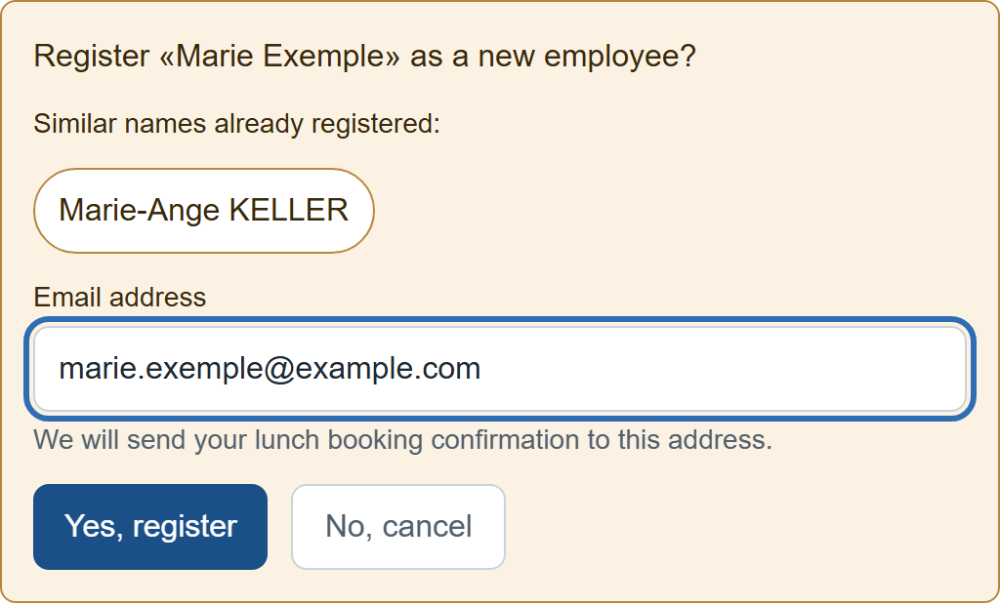 Register «Marie Exemple» as a new employee?
Similar names already registered:
Marie-Ange KELLER
Email address
marie.exemple@example.com
We will send your lunch booking confirmation to this address.
Yes, register
No, cancel